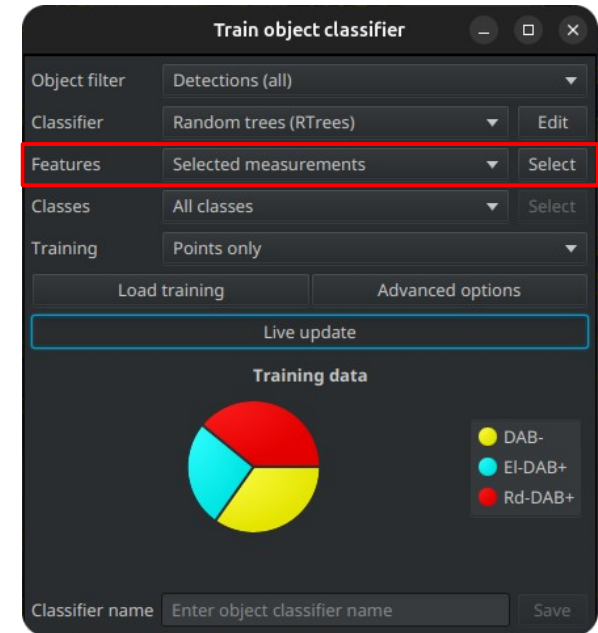 Train object classifier
Object filter Detections (all)
Classifier Random trees (RTrees) Edit
Features Selected measurements Select
Classes All classes Select
Training Points only
Load training Advanced options
Live update
Training data
DAB-
El-DAB+
Rd-DAB+
Classifier name Enter object classifier name Save